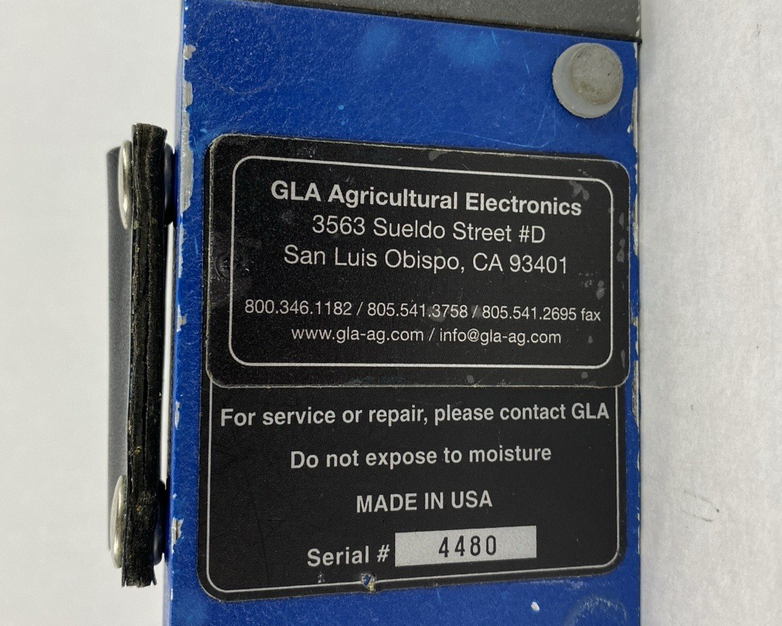 GLA Agricultural Electronics
3563 Sueldo Street #D
San Luis Obispo, CA 93401
800.346.1182 / 805.541.3758 / 805.541.2695 fax
www.gla-ag.com / info@gla-ag.com
For service or repair, please contact GLA
Do not expose to moisture
MADE IN USA
Serial # 4480